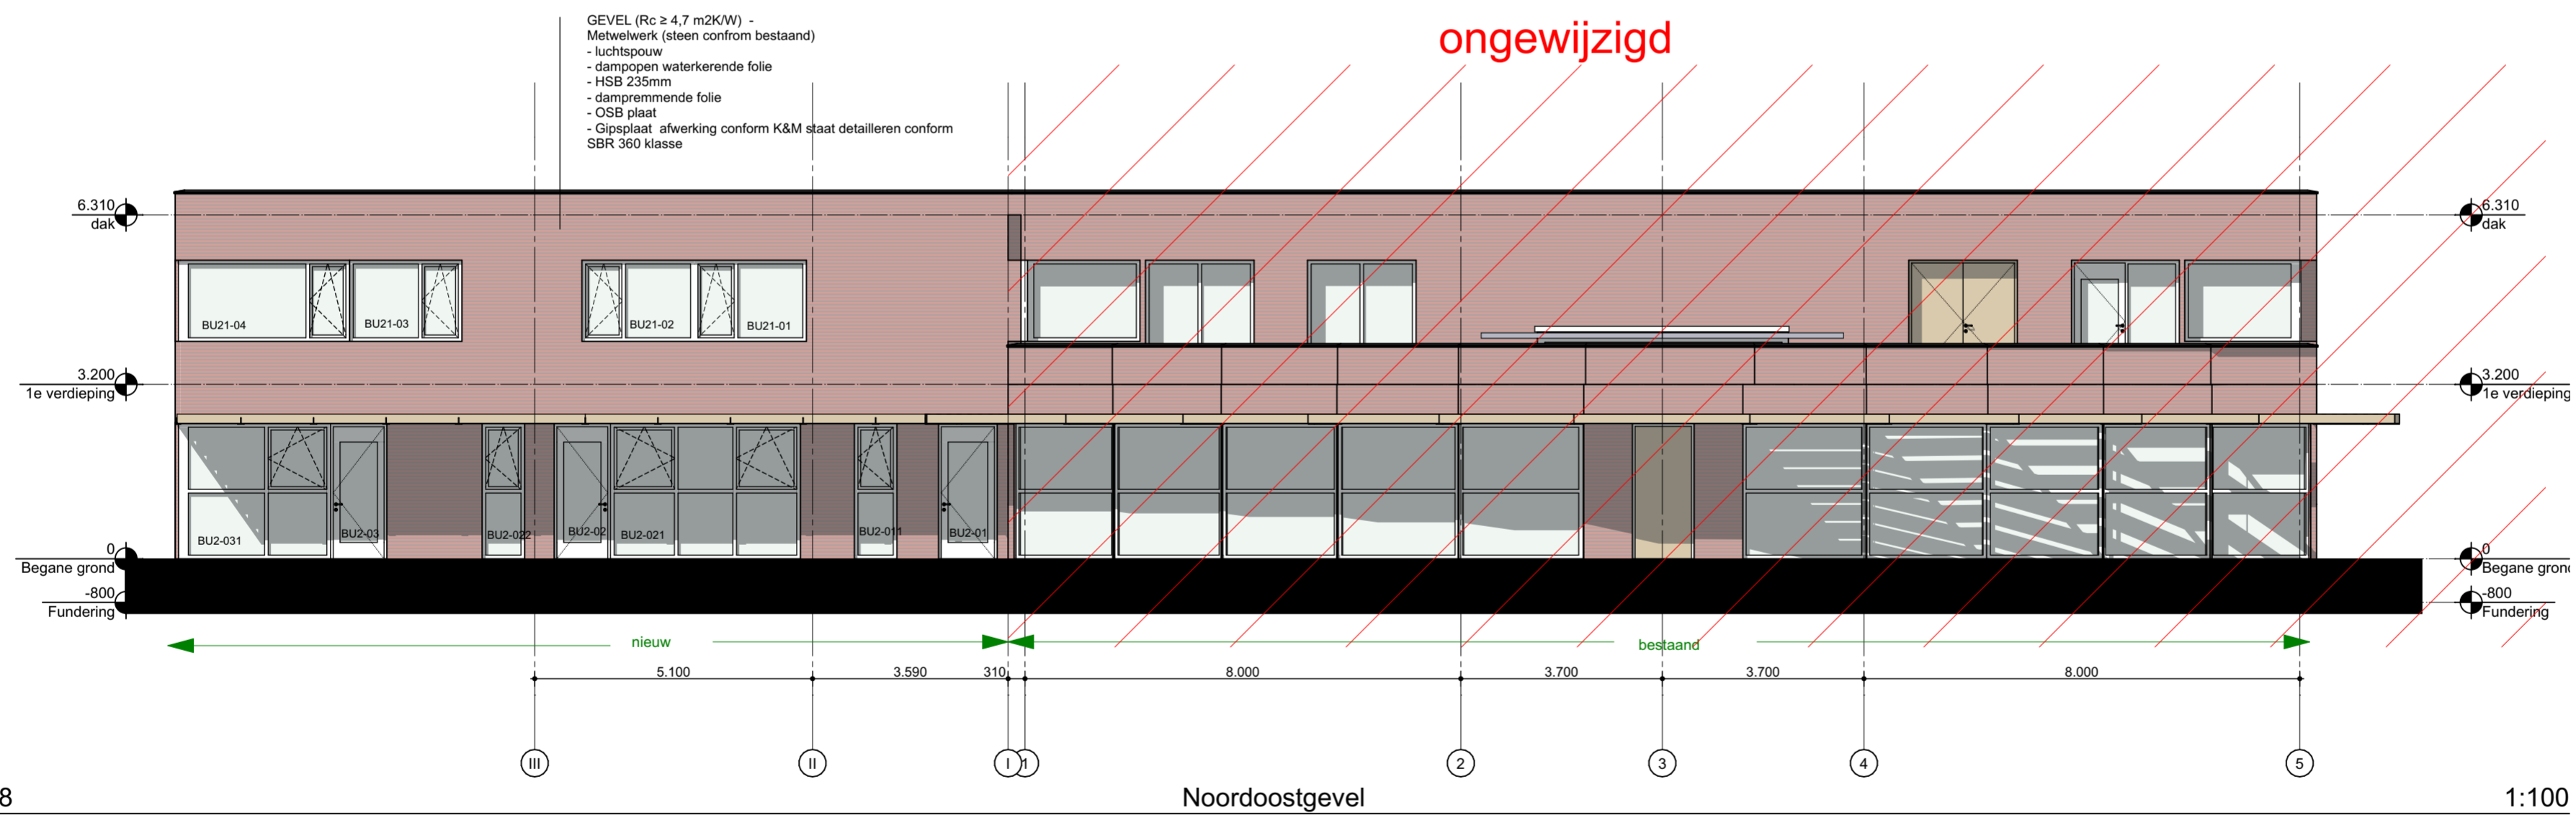 GEVEL (Rc ≥ 4,7 m2K/W)  -
Metwelwerk (steen confrom bestaand)
- luchtspouw
- dampopen waterkerende folie
- HSB 235mm
- dampremmende folie
- OSB plaat
- Gipsplaat  afwerking conform K&M staat detailleren conform
SBR 360 klasse
ongewijzigd
6.310
dak
6.310
dak
BU21-04
BU21-03
BU21-02
BU21-01
3.200
1e verdieping
3.200
1e verdieping
BU2-031
BU2-03
BU2-022
BU2-02
BU2-021
BU2-011
BU2-01
0
Begane grond
0
Begane grond
-800
Fundering
-800
Fundering
nieuw
bestaand
5.100
3.590
310
8.000
3.700
3.700
8.000
III
II
I
1
2
3
4
5
8
Noordoostgevel
1:100